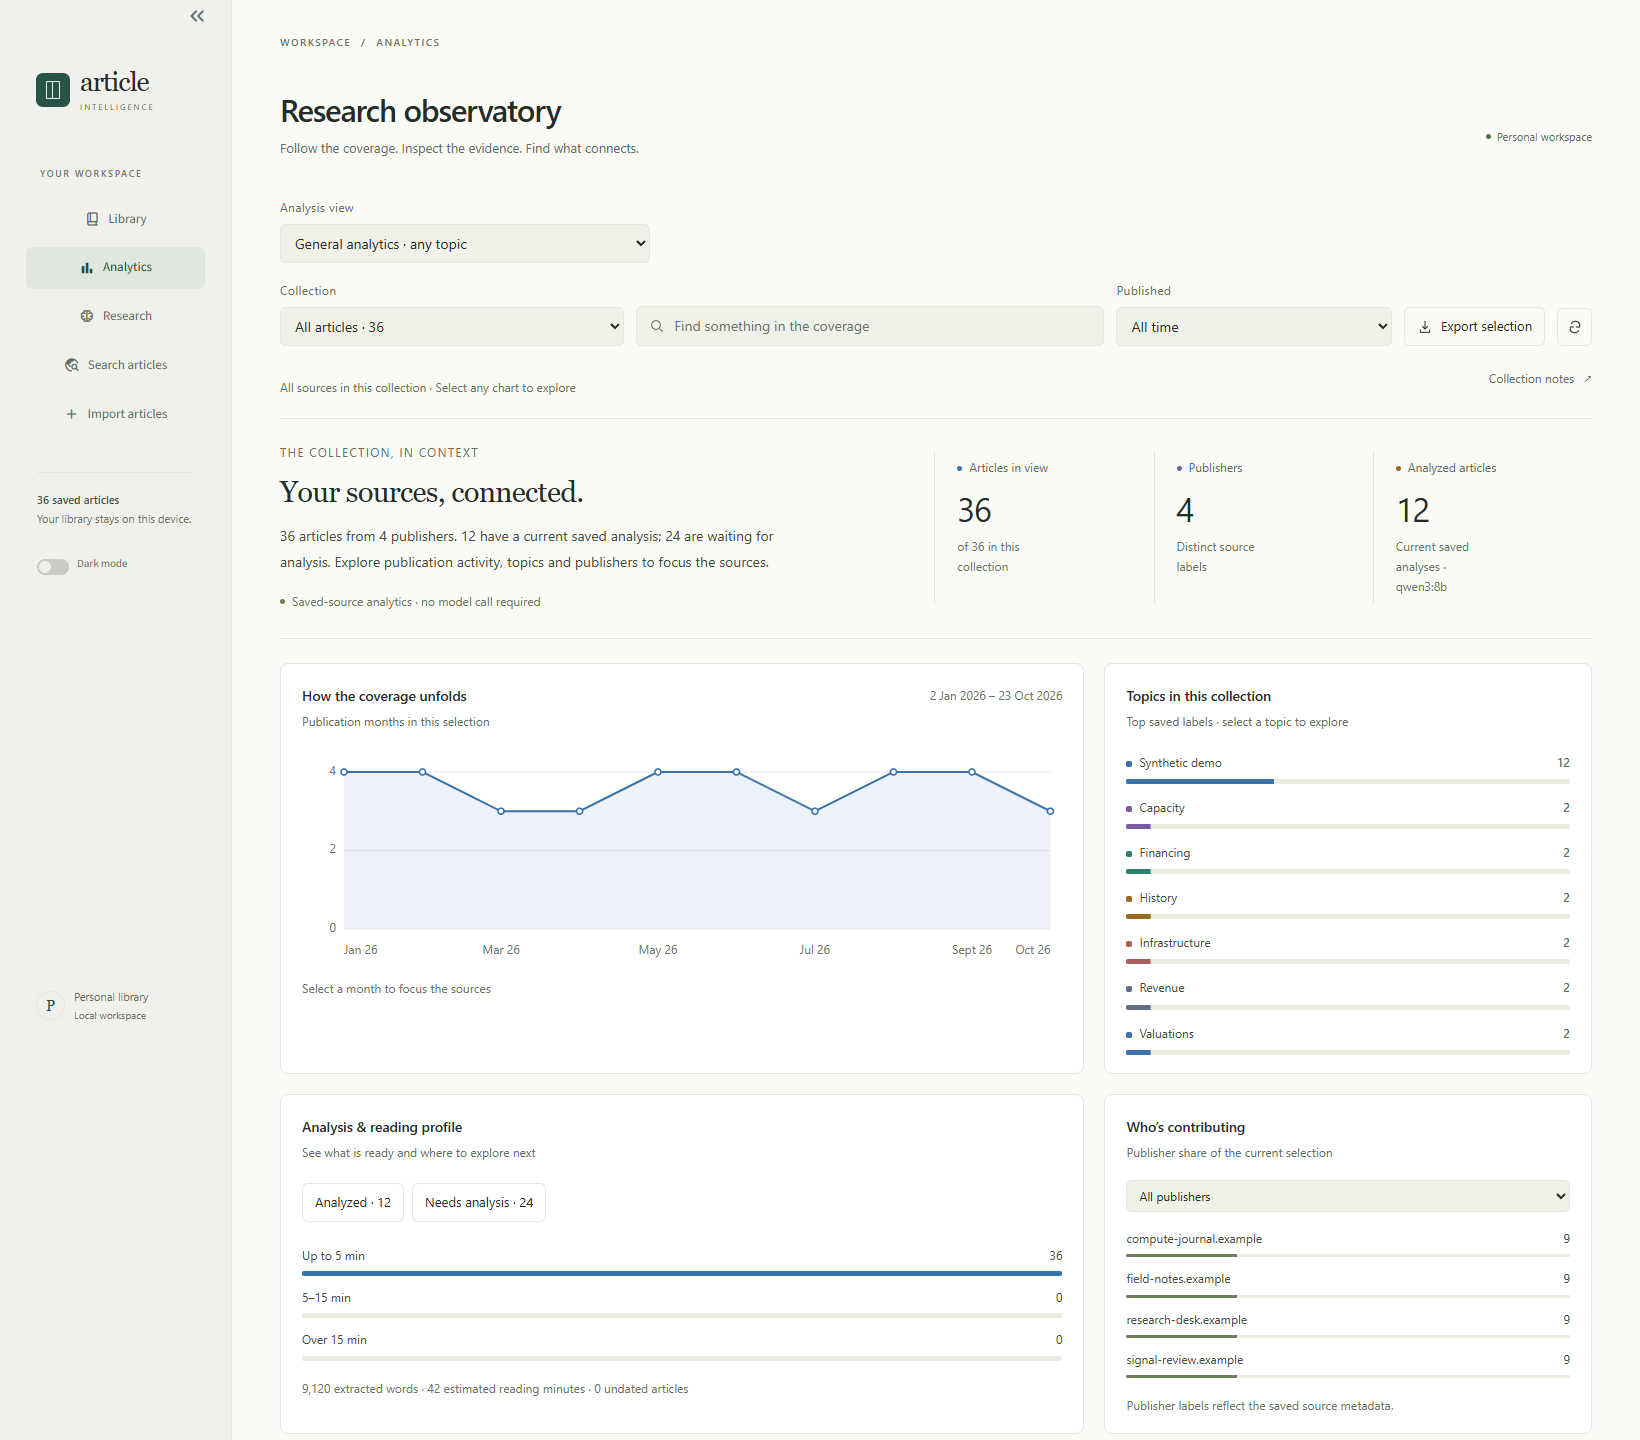 article
INTELLIGENCE
YOUR WORKSPACE
Library
Analytics
Research
Search articles
Import articles
36 saved articles
Your library stays on this device.
Dark mode
P
Personal library
Local workspace
WORKSPACE / ANALYTICS
Research observatory
Follow the coverage. Inspect the evidence. Find what connects.
Personal workspace
Analysis view
General analytics · any topic
Collection
Published
All articles · 36
Find something in the coverage
All time
Export selection
All sources in this collection · Select any chart to explore
Collection notes ↗
THE COLLECTION, IN CONTEXT
Your sources, connected.
36 articles from 4 publishers. 12 have a current saved analysis; 24 are waiting for
analysis. Explore publication activity, topics and publishers to focus the sources.
Saved-source analytics · no model call required
Articles in view
36
of 36 in this
collection
Publishers
4
Distinct source
labels
Analyzed articles
12
Current saved
analyses ·
qwen3:8b
How the coverage unfolds
2 Jan 2026 – 23 Oct 2026
Publication months in this selection
4
2
0
Jan 26 Mar 26 May 26 Jul 26 Sept 26 Oct 26
Select a month to focus the sources
Topics in this collection
Top saved labels · select a topic to explore
Synthetic demo 12
Capacity 2
Financing 2
History 2
Infrastructure 2
Revenue 2
Valuations 2
Analysis & reading profile
See what is ready and where to explore next
Analyzed · 12
Needs analysis · 24
Up to 5 min 36
5–15 min 0
Over 15 min 0
9,120 extracted words · 42 estimated reading minutes · 0 undated articles
Who's contributing
Publisher share of the current selection
All publishers
compute-journal.example 9
field-notes.example 9
research-desk.example 9
signal-review.example 9
Publisher labels reflect the saved source metadata.